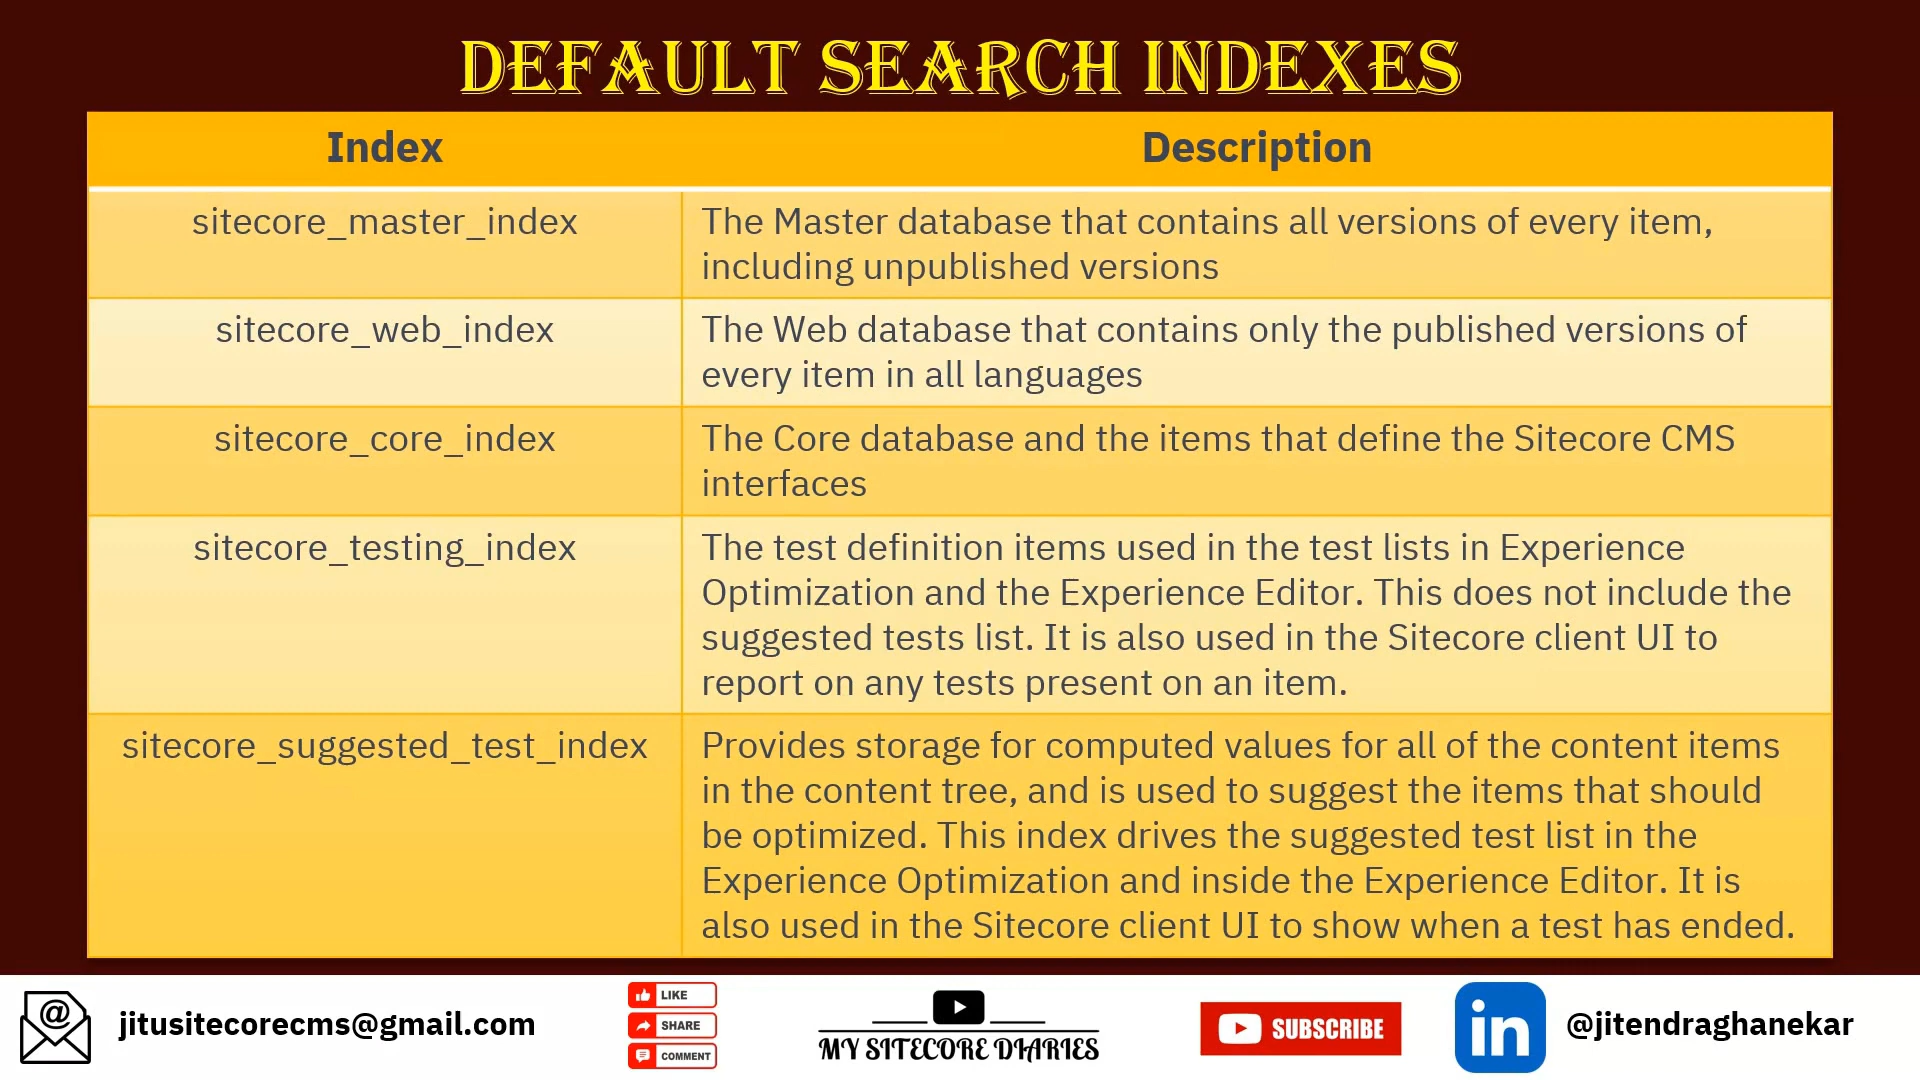 DEFAULT SEARCH INDEXES
Index
Description
sitecore_master_index
The Master database that contains all versions of every item,
including unpublished versions
sitecore_web_index
The Web database that contains only the published versions of
every item in all languages
sitecore_core_index
The Core database and the items that define the Sitecore CMS
interfaces
sitecore_testing_index
The test definition items used in the test lists in Experience
Optimization and the Experience Editor. This does not include the
suggested tests list. It is also used in the Sitecore client UI to
report on any tests present on an item.
sitecore_suggested_test_index
Provides storage for computed values for all of the content items
in the content tree, and is used to suggest the items that should
be optimized. This index drives the suggested test list in the
Experience Optimization and inside the Experience Editor. It is
also used in the Sitecore client UI to show when a test has ended.
@
jitusitecorecms@gmail.com
LIKE
SHARE
COMMENT
MY SITECORE DIARIES
SUBSCRIBE
in
@jitendraghanekar